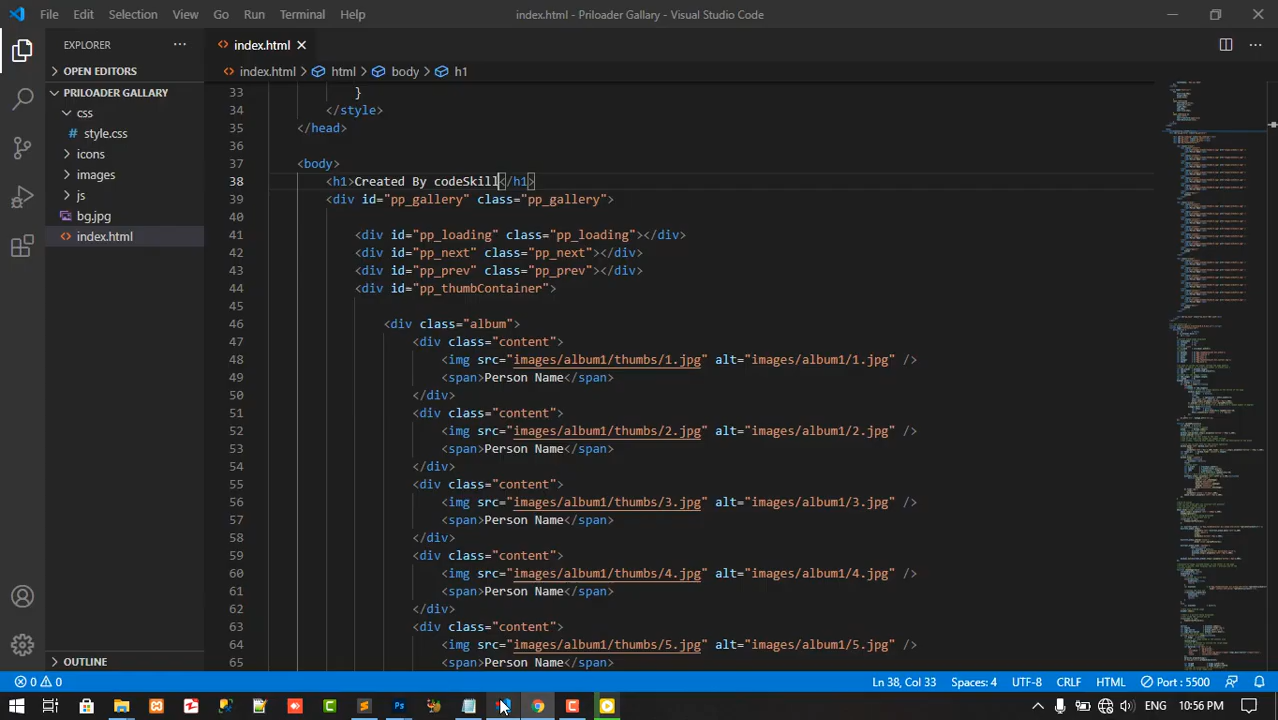 File Edit Selection View Go Run Terminal Help
index.html - Priloader Gallary - Visual Studio Code
EXPLORER
OPEN EDITORS
PRILOADER GALLARY
css
# style.css
icons
images
js
bg.jpg
<> index.html
OUTLINE
<> index.html
<> index.html > html > body > h1
33 }
34 </style>
35 </head>
36
37 <body>
38 <h1>Created By codeSkill</h1>
39 <div id="pp_gallery" class="pp_gallery">
40
41 <div id="pp_loading" class="pp_loading"></div>
42 <div id="pp_next" class="pp_next"></div>
43 <div id="pp_prev" class="pp_prev"></div>
44 <div id="pp_thumbContainer">
45
46 <div class="album">
47 <div class="content">
48 <img src="images/album1/thumbs/1.jpg" alt="images/album1/1.jpg" />
49 <span>Person Name</span>
50 </div>
51 <div class="content">
52 <img src="images/album1/thumbs/2.jpg" alt="images/album1/2.jpg" />
53 <span>Person Name</span>
54 </div>
55 <div class="content">
56 <img src="images/album1/thumbs/3.jpg" alt="images/album1/3.jpg" />
57 <span>Person Name</span>
58 </div>
59 <div class="content">
60 <img src="images/album1/thumbs/4.jpg" alt="images/album1/4.jpg" />
61 <span>Person Name</span>
62 </div>
63 <div class="content">
64 <img src="images/album1/thumbs/5.jpg" alt="images/album1/5.jpg" />
65 <span>Person Name</span>
0 0
Ln 38, Col 33 Spaces: 4 UTF-8 CRLF HTML Port : 5500
ENG 10:56 PM